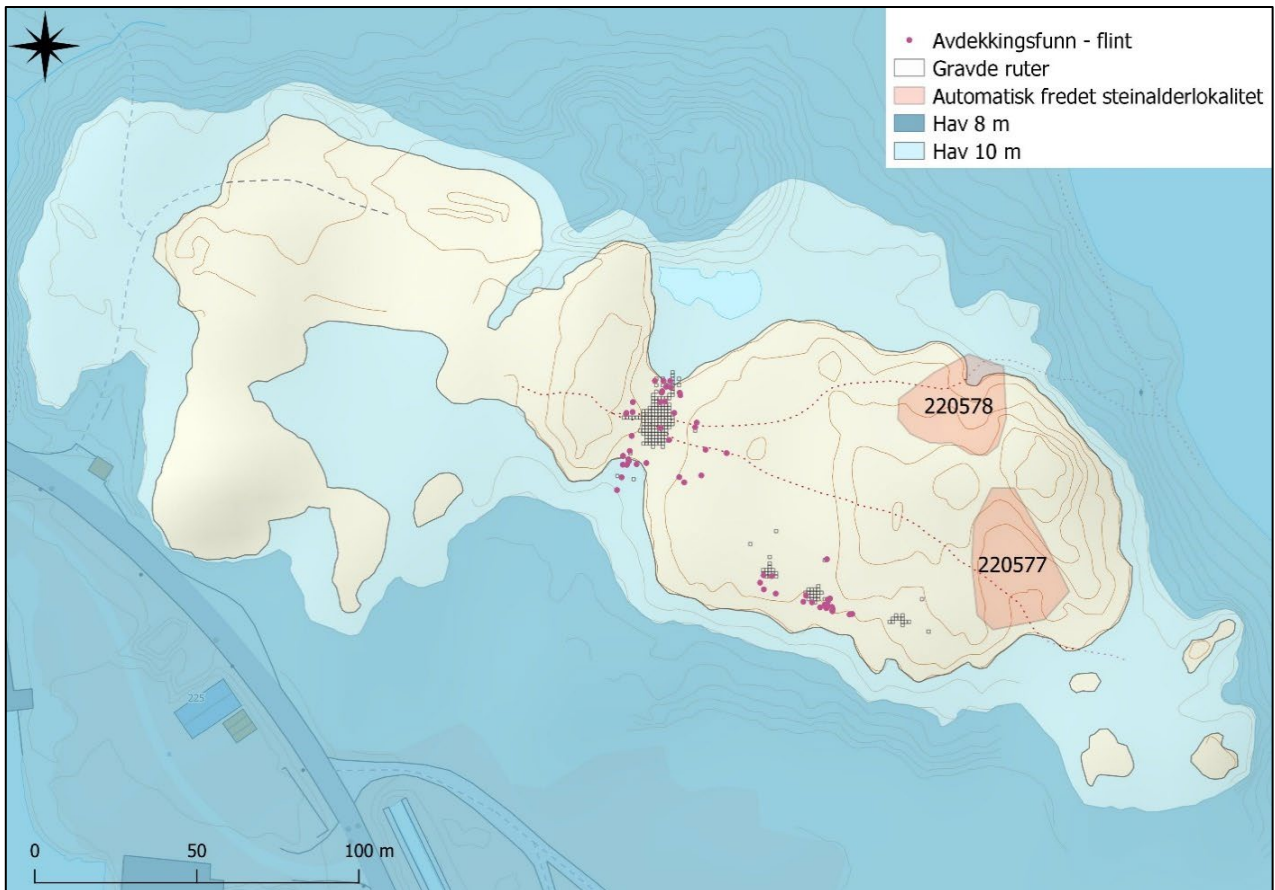 Avdekkingsfunn - flint
Gravde ruter
Automatisk fredet steinalderlokalitet
Hav 8 m
Hav 10 m
220578
220577
225
0 50 100 m